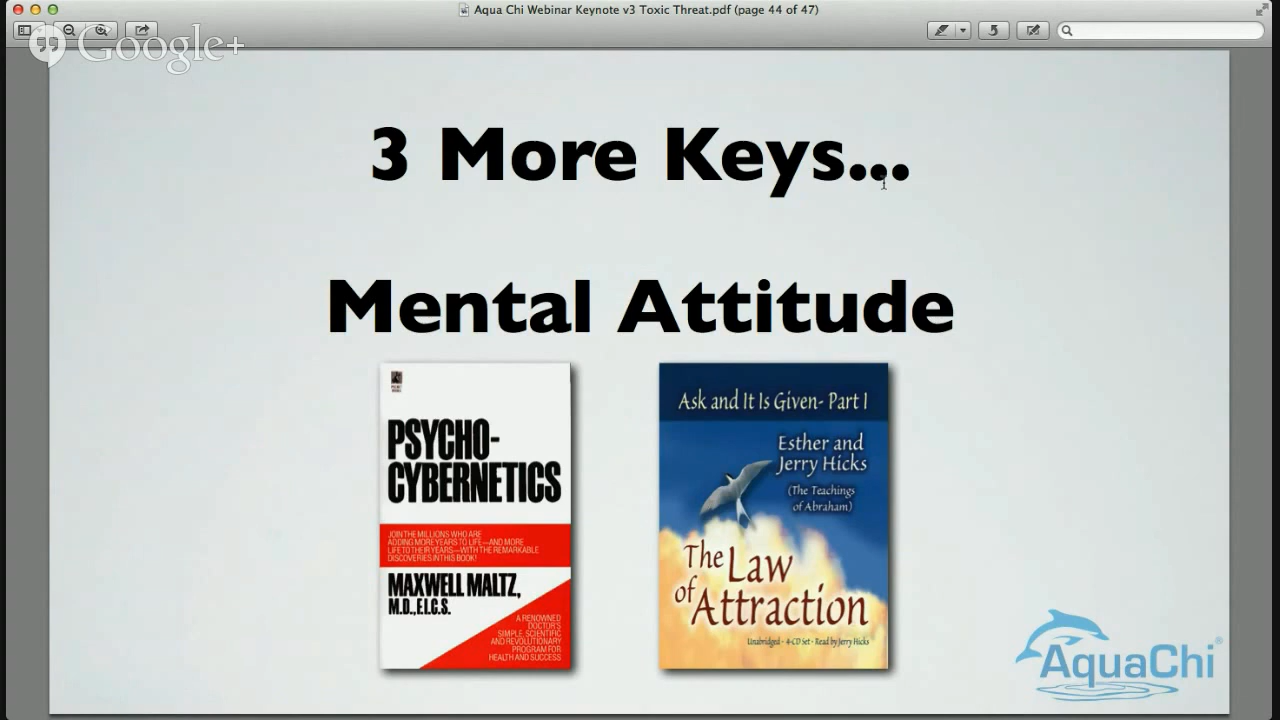 Aqua Chi Webinar Keynote v3 Toxic Threat.pdf (page 44 of 47)
Google+
3 More Keys...
Mental Attitude
PSYCHO-
CYBERNETICS
JOIN THE MILLIONS WHO ARE
ADDING MORE YEARS TO LIFE—AND MORE
LIFE TO THEIR YEARS—WITH THE REMARKABLE
DISCOVERIES IN THIS BOOK!
MAXWELL MALTZ,
M.D., F.I.C.S.
A RENOWNED
DOCTOR'S
SIMPLE, SCIENTIFIC
AND REVOLUTIONARY
PROGRAM FOR
HEALTH AND SUCCESS
Ask and It Is Given- Part I
Esther and
Jerry Hicks
(The Teachings
of Abraham)
The Law
of Attraction
Unabridged • 4-CD Set • Read by Jerry Hicks
AquaChi®